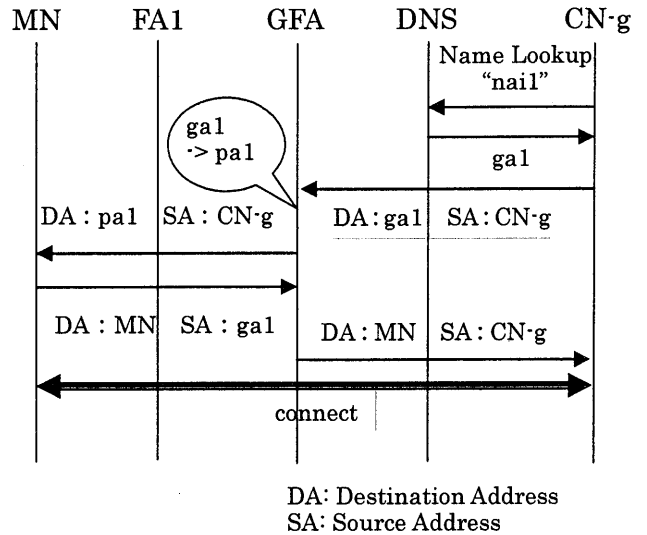 MN FA1 GFA DNS CN-g
Name Lookup
“nai1”
ga1
-> pa1
ga1
DA : pa1 SA : CN-g DA : ga1 SA : CN-g
DA : MN SA : ga1 DA : MN SA : CN-g
connect
DA: Destination Address
SA: Source Address